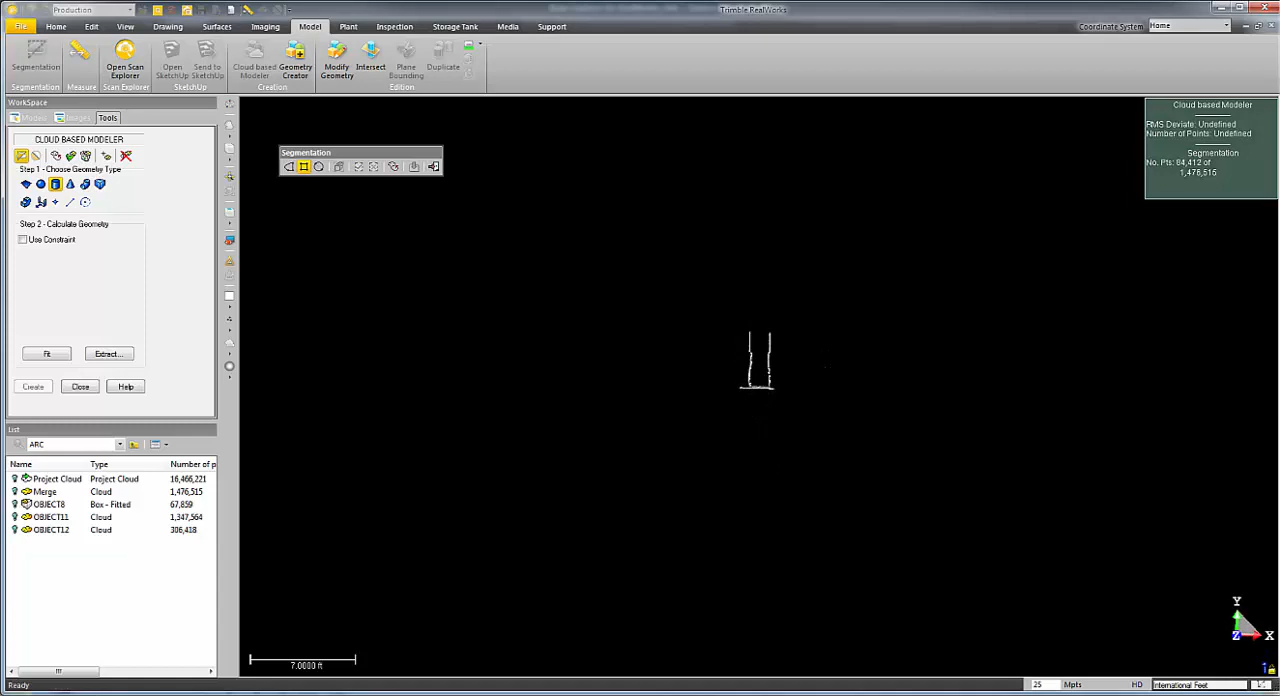 Production
Trimble RealWorks
File Home Edit View Drawing Surfaces Imaging Model Plant Inspection Storage Tank Media Support
Coordinate System Home
Segmentation
Open Scan Explorer
Open SketchUp
Send to SketchUp
Cloud based Modeler
Geometry Creator
Modify Geometry
Intersect
Plane Bounding
Duplicate
Segmentation Measure Scan Explorer SketchUp Creation Edition
WorkSpace
Models Images Tools
CLOUD BASED MODELER
Step 1 - Choose Geometry Type
Step 2 - Calculate Geometry
Use Constraint
Fit Extract...
Create Close Help
List
ARC
Name Type Number of p
Project Cloud Project Cloud 16,466,221
Merge Cloud 1,476,515
OBJECT8 Box - Fitted 67,859
OBJECT11 Cloud 1,347,564
OBJECT12 Cloud 306,418
Segmentation
Cloud based Modeler
RMS Deviate: Undefined
Number of Points: Undefined
Segmentation
No. Pts: 84,412 of
1,476,515
7.0000 ft
Y
Z X
1
Ready
25 Mpts HD International Feet